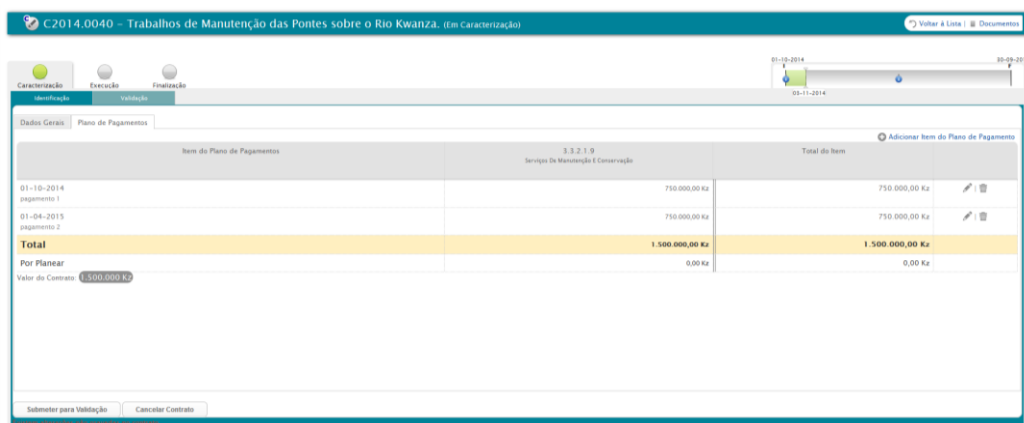 C2014.0040 – Trabalhos de Manutenção das Pontes sobre o Rio Kwanza. (Em Caracterização)
Voltar à Lista | Documentos
01-10-2014
30-09-20
Caracterização Execução Finalização
03-11-2014
Identificação Validação
Dados Gerais Plano de Pagamentos
Adicionar Item do Plano de Pagamento
Item do Plano de Pagamentos 3.3.2.1.9 Total do Item
Serviços De Manutenção E Conservação
01-10-2014 750.000,00 Kz 750.000,00 Kz
pagamento 1
01-04-2015 750.000,00 Kz 750.000,00 Kz
pagamento 2
Total 1.500.000,00 Kz 1.500.000,00 Kz
Por Planear 0,00 Kz 0,00 Kz
Valor do Contrato: 1.500.000 Kz
Submeter para Validação Cancelar Contrato